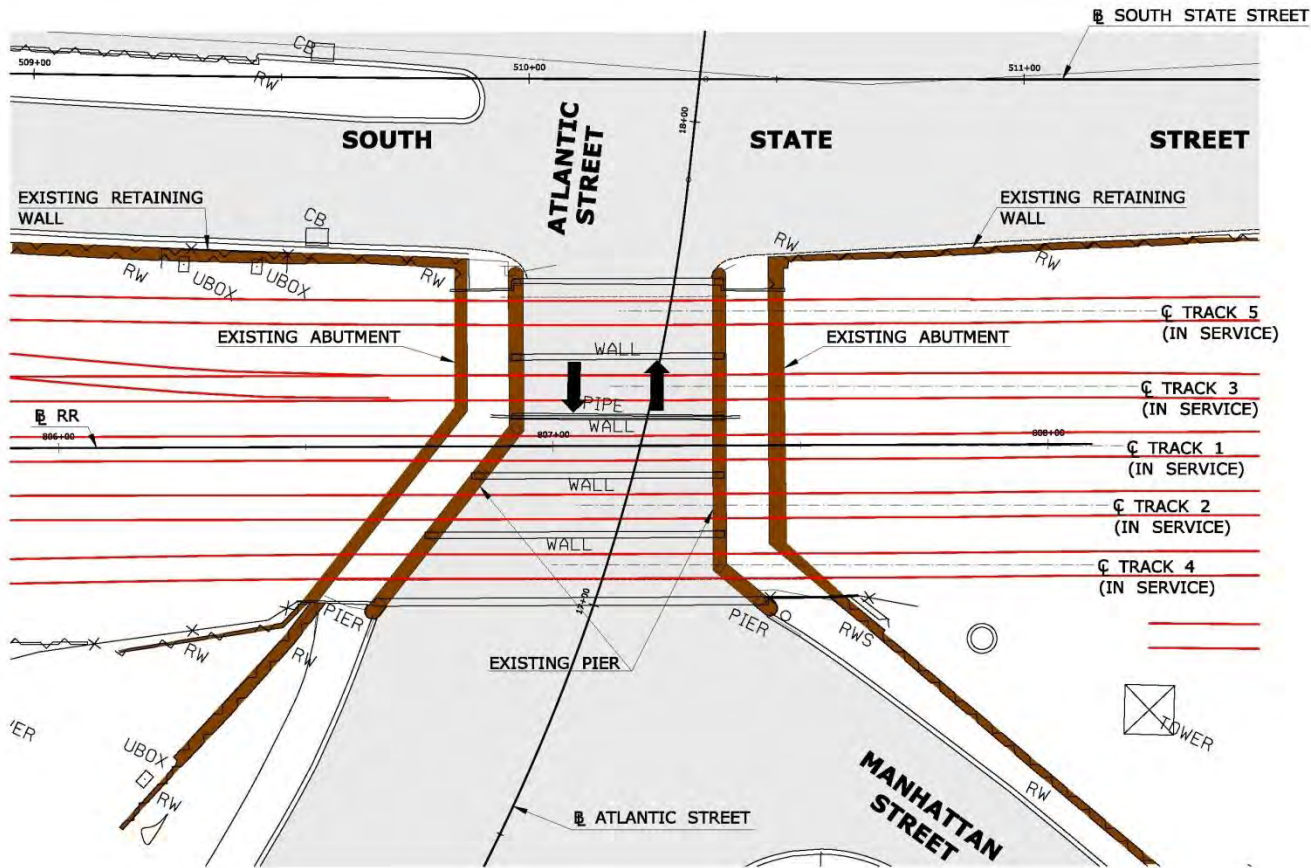 ℄ SOUTH STATE STREET
CB
509+00
510+00
511+00
RW
18+00
SOUTH
ATLANTIC
STREET
STATE
STREET
EXISTING RETAINING
WALL
CB
EXISTING RETAINING
WALL
RW
RW
UBOX
UBOX
RW
RW
RW
EXISTING ABUTMENT
WALL
EXISTING ABUTMENT
℄ TRACK 5
(IN SERVICE)
℄ TRACK 3
(IN SERVICE)
PIPE
WALL
B RR
806+00
807+00
808+00
℄ TRACK 1
(IN SERVICE)
WALL
℄ TRACK 2
(IN SERVICE)
WALL
℄ TRACK 4
(IN SERVICE)
17+00
PIER
PIER
RWS
RW
RW
EXISTING PIER
UBOX
RW
TOWER
RW
MANHATTAN
STREET
B ATLANTIC STREET